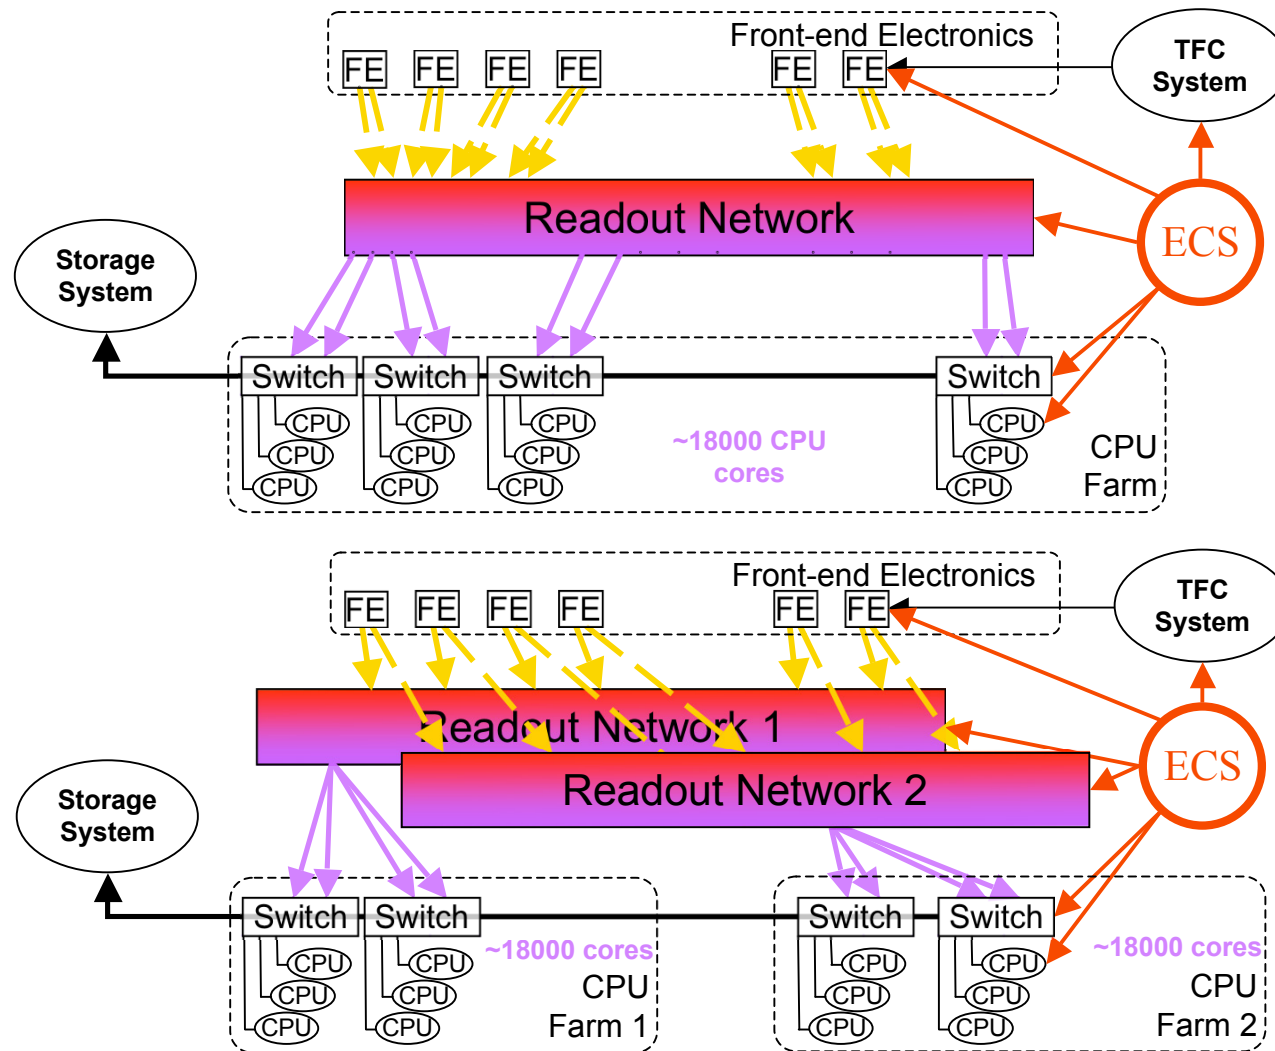 Front-end Electronics
TFC
System
FE FE FE FE FE FE
Readout Network
ECS
Storage
System
Switch Switch Switch Switch
CPU CPU CPU CPU
CPU CPU CPU CPU
CPU CPU CPU CPU
~18000 CPU
cores
CPU
Farm
Front-end Electronics
TFC
System
FE FE FE FE FE FE
Readout Network 1
Readout Network 2
ECS
Storage
System
Switch Switch Switch Switch
~18000 cores
~18000 cores
CPU CPU CPU CPU
CPU CPU CPU CPU
CPU CPU CPU CPU
CPU
Farm 1
CPU
Farm 2